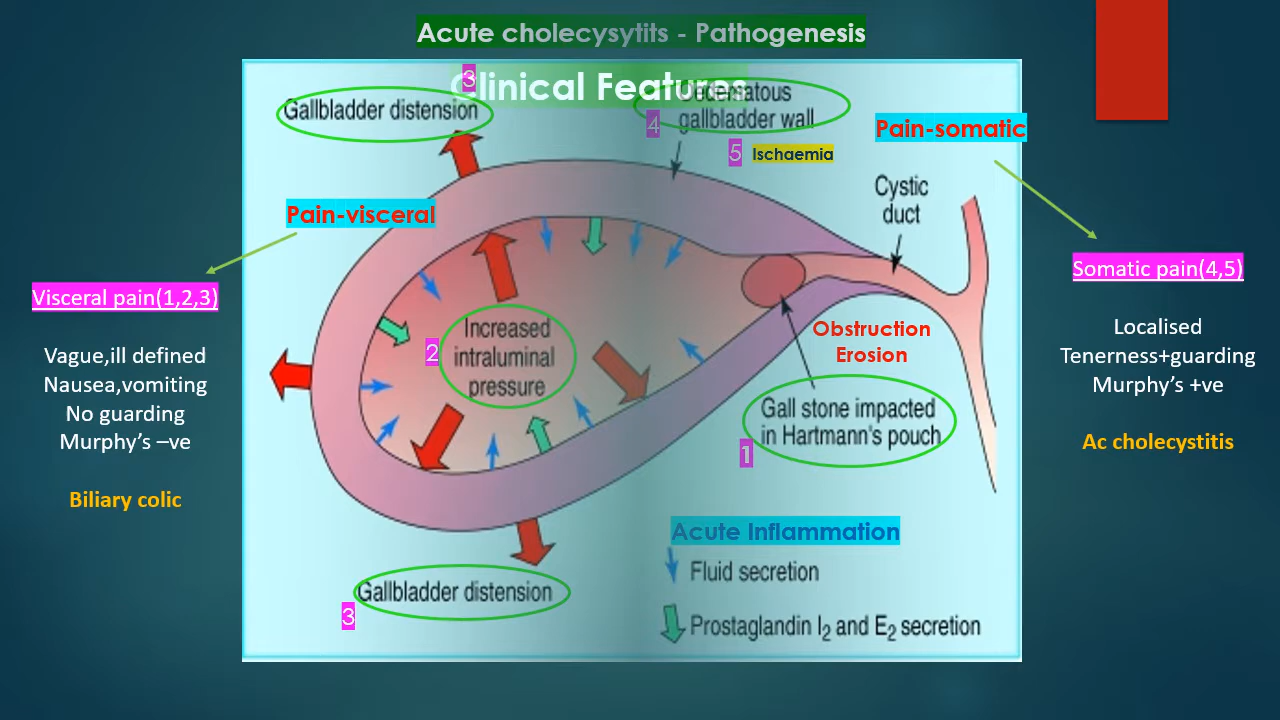 Acute cholecysytits - Pathogenesis
Clinical Features
3
Gallbladder distension
Oedematous
gallbladder wall
4
5 Ischaemia
Pain-somatic
Cystic
duct
Pain-visceral
Visceral pain(1,2,3)
Vague,ill defined
Nausea,vomiting
No guarding
Murphy's –ve
Biliary colic
2
Increased
intraluminal
pressure
Obstruction
Erosion
Gall stone impacted
in Hartmann's pouch
1
Somatic pain(4,5)
Localised
Tenerness+guarding
Murphy's +ve
Ac cholecystitis
Acute Inflammation
Fluid secretion
Prostaglandin I2 and E2 secretion
Gallbladder distension
3